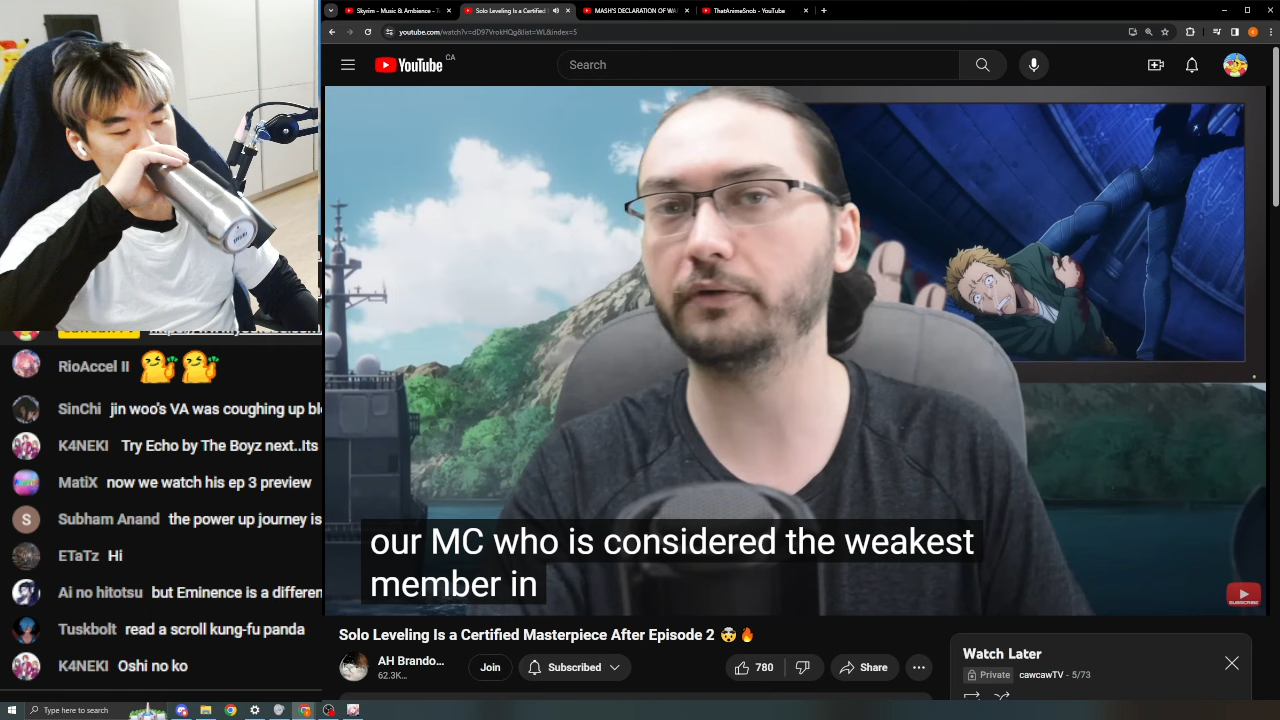 Skyrim - Music & Ambience -
Solo Leveling Is a Certified
MASH'S DECLARATION OF WA
ThatAnimeSnob - YouTube
youtube.com/watch?v=dD97VrokHQg&list=WL&index=5
YouTube CA
Search
our MC who is considered the weakest
member in
SUBSCRIBE
RioAccel II
SinChi jin woo's VA was coughing up bl
K4NEKI Try Echo by The Boyz next..Its
MatiX now we watch his ep 3 preview
S
Subham Anand the power up journey is
ETaTz Hi
Ai no hitotsu but Eminence is a differen
Tuskbolt read a scroll kung-fu panda
K4NEKI Oshi no ko
Solo Leveling Is a Certified Masterpiece After Episode 2 🤯🔥
AH Brando...
62.3K...
Join
Subscribed
780
Share
Watch Later
Private cawcawTV - 5/73
Type here to search